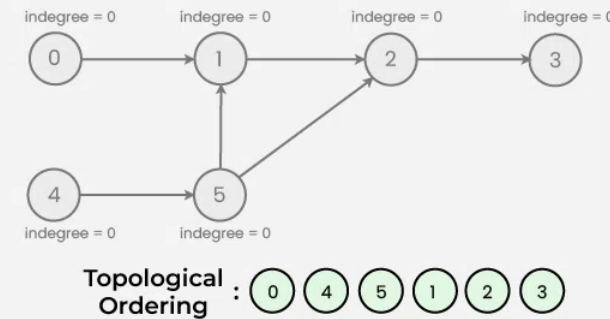 indegree = 0 indegree = 0 indegree = 0 indegree = 0
0 1 2 3
4 5
indegree = 0 indegree = 0
Topological
Ordering : 0 4 5 1 2 3